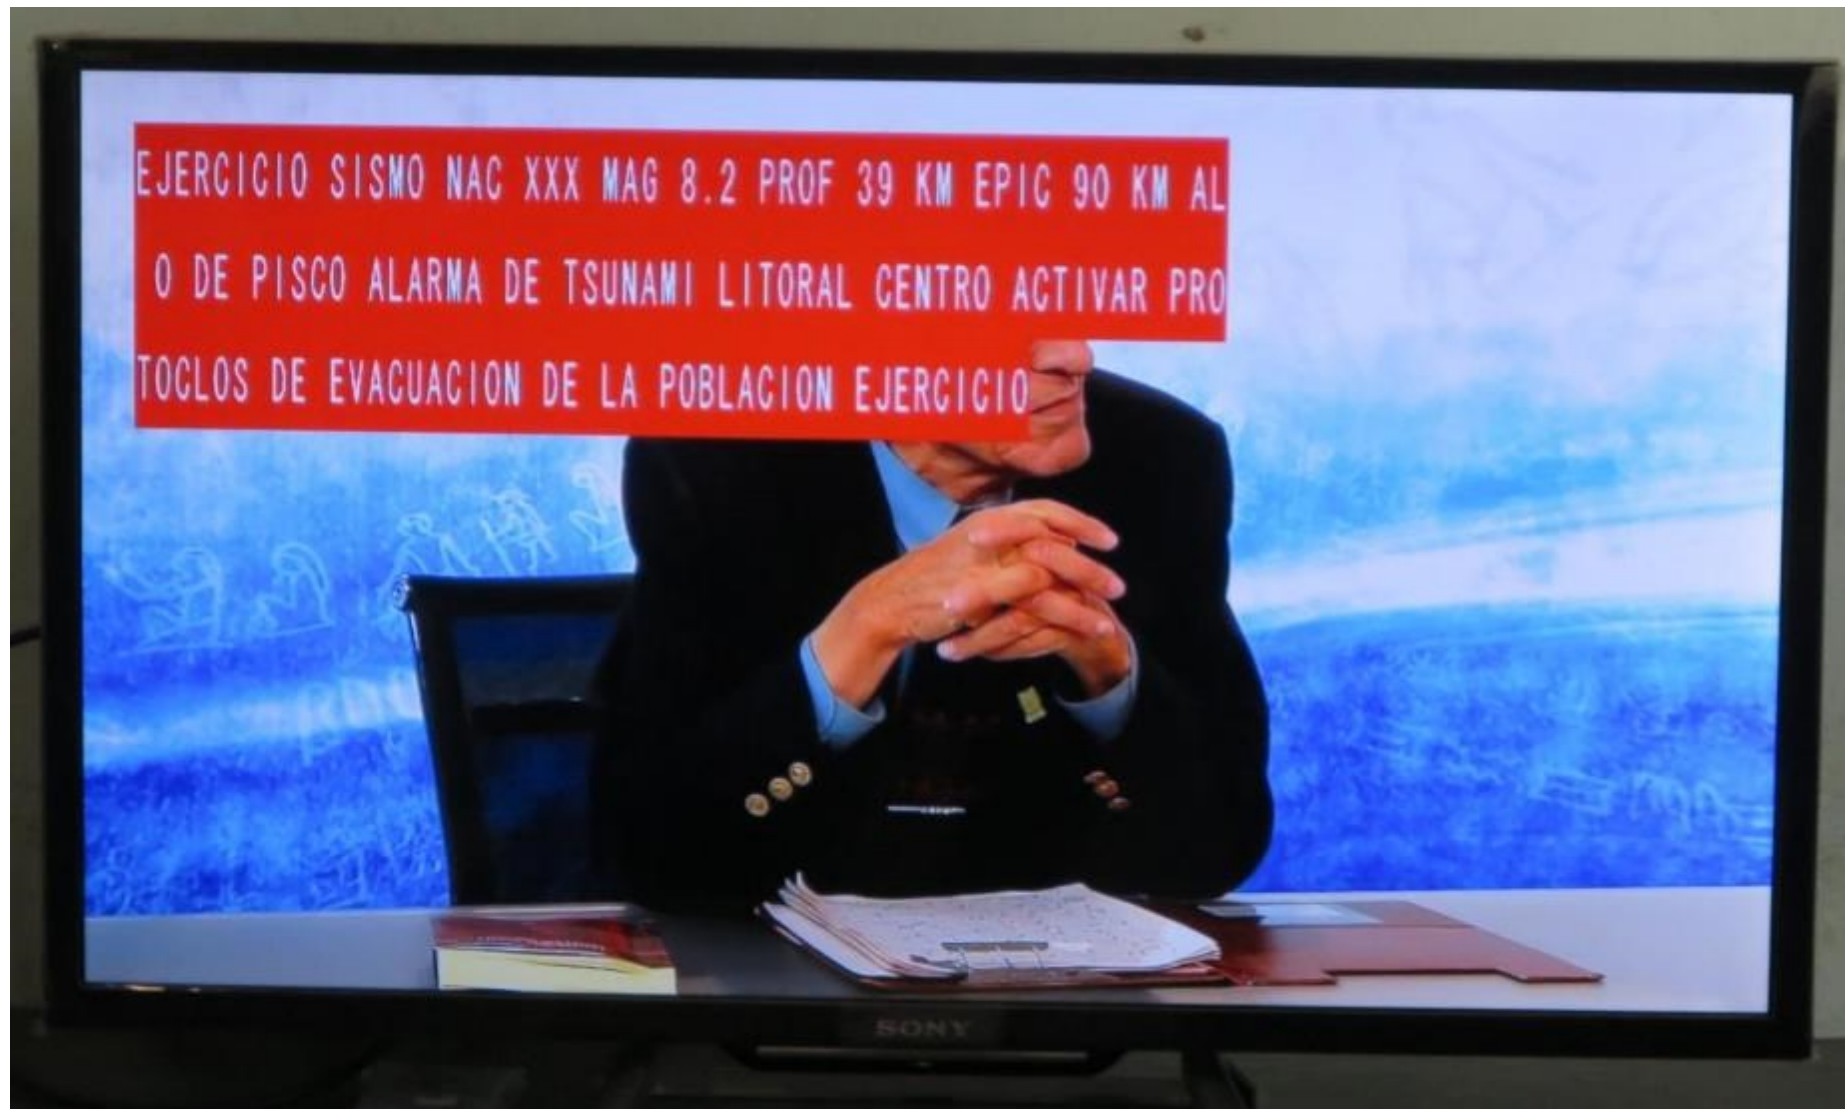 EJERCICIO SISMO NAC XXX MAG 8.2 PROF 39 KM EPIC 90 KM AL
O DE PISCO ALARMA DE TSUNAMI LITORAL CENTRO ACTIVAR PRO
TOCLOS DE EVACUACION DE LA POBLACION EJERCICIO
SONY